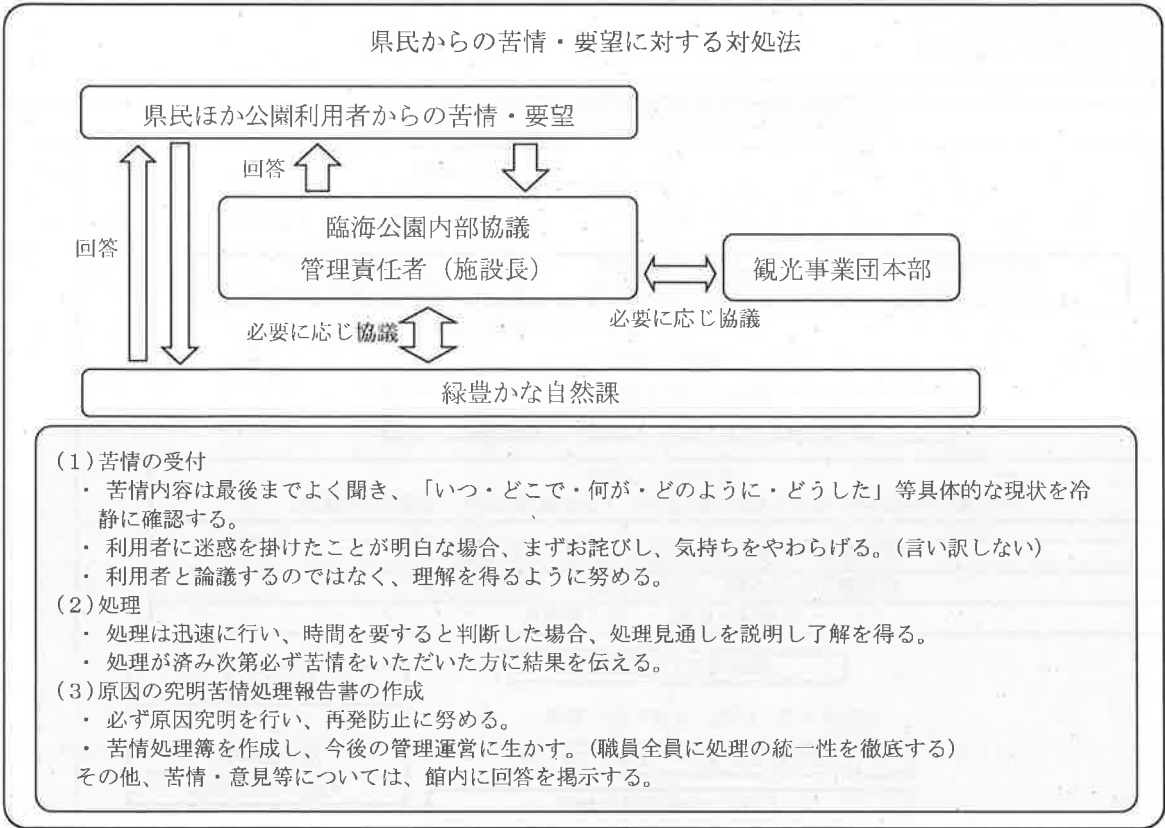 県民からの苦情・要望に対する対処法
県民ほか公園利用者からの苦情・要望
回答
臨海公園内部協議
管理責任者（施設長）
回答
観光事業団本部
必要に応じ協議
必要に応じ協議
緑豊かな自然課
(1)苦情の受付
・ 苦情内容は最後までよく聞き、「いつ・どこで・何が・どのように・どうした」等具体的な現状を冷
静に確認する。
・ 利用者に迷惑を掛けたことが明白な場合、まずお詫びし、気持ちをやわらげる。(言い訳しない)
・ 利用者と論議するのではなく、理解を得るように努める。
(2)処理
・ 処理は迅速に行い、時間を要すると判断した場合、処理見通しを説明し了解を得る。
・ 処理が済み次第必ず苦情をいただいた方に結果を伝える。
(3)原因の究明苦情処理報告書の作成
・ 必ず原因究明を行い、再発防止に努める。
・ 苦情処理簿を作成し、今後の管理運営に生かす。(職員全員に処理の統一性を徹底する)
その他、苦情・意見等については、館内に回答を掲示する。